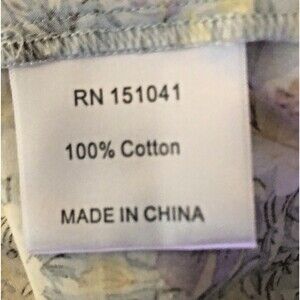 RN 151041
100% Cotton
MADE IN CHINA